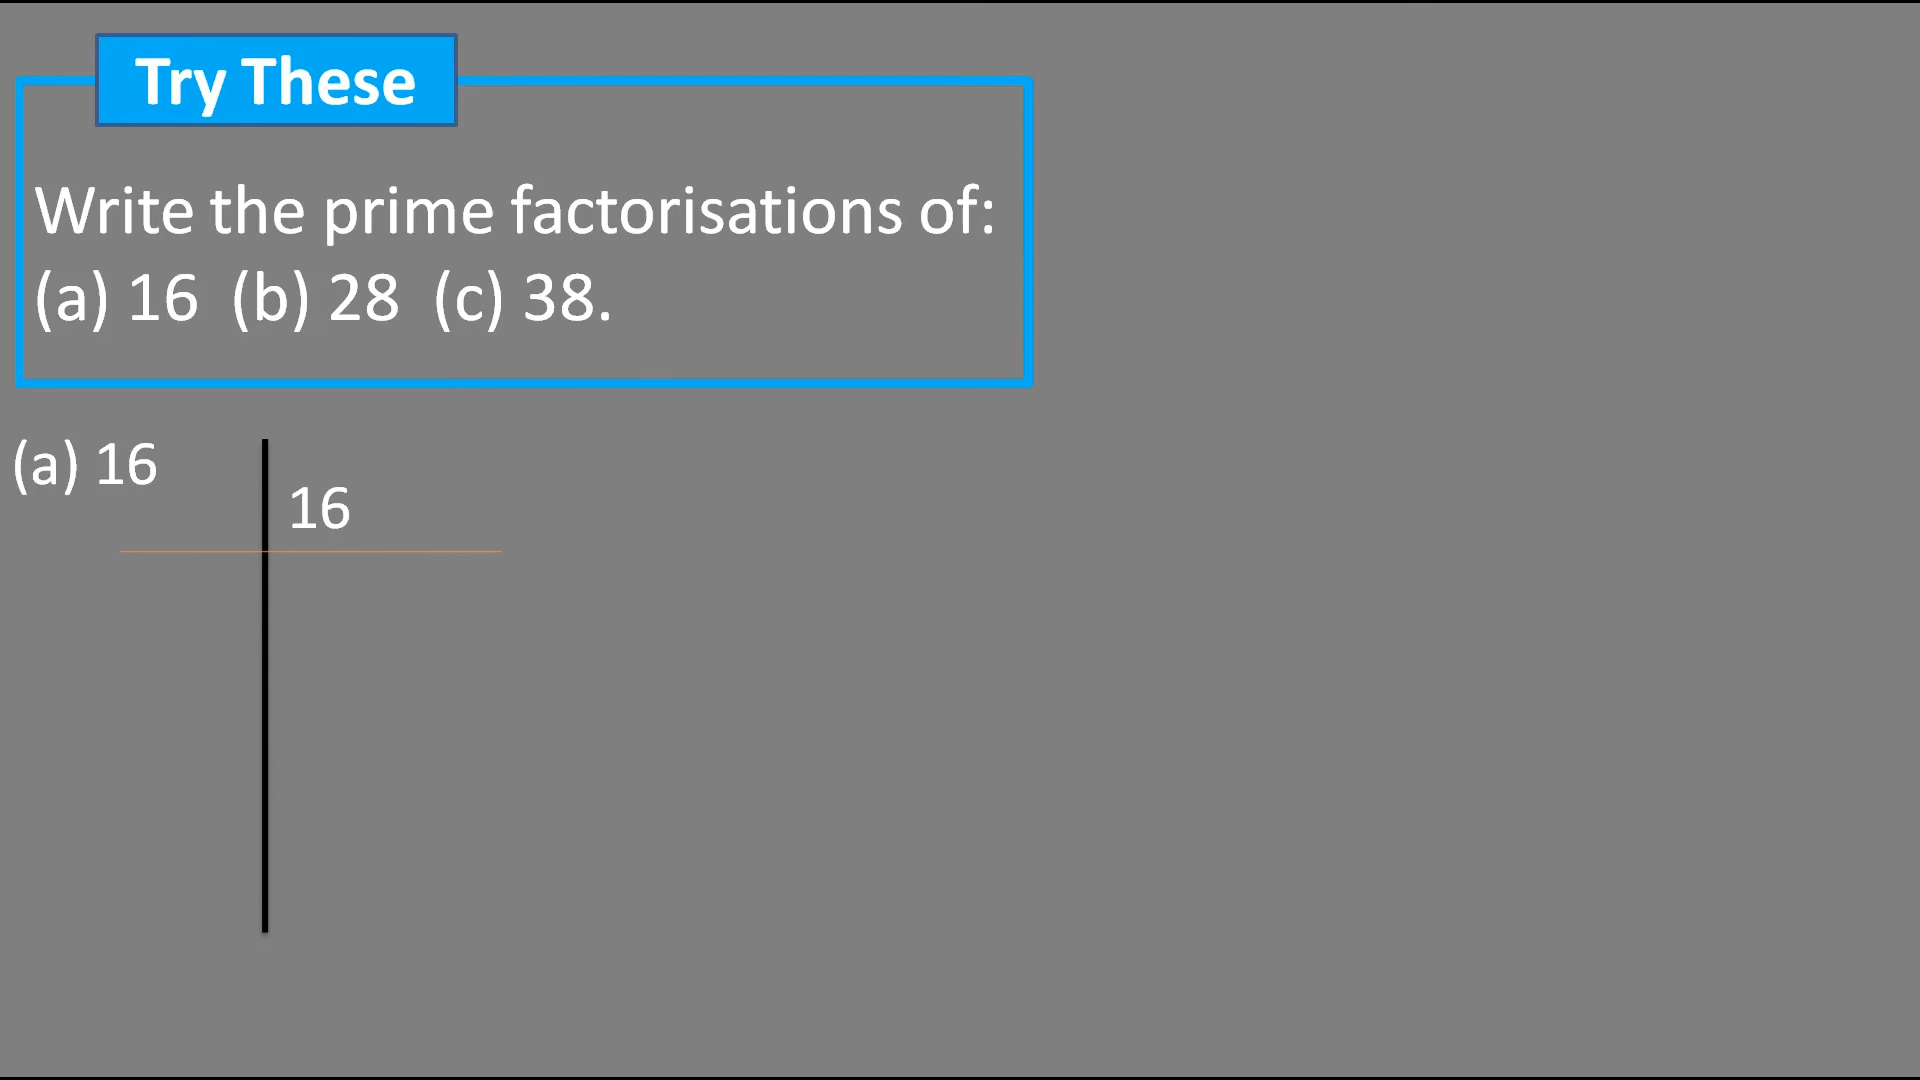 Try These
Write the prime factorisations of:
(a) 16 (b) 28 (c) 38.
(a) 16
16